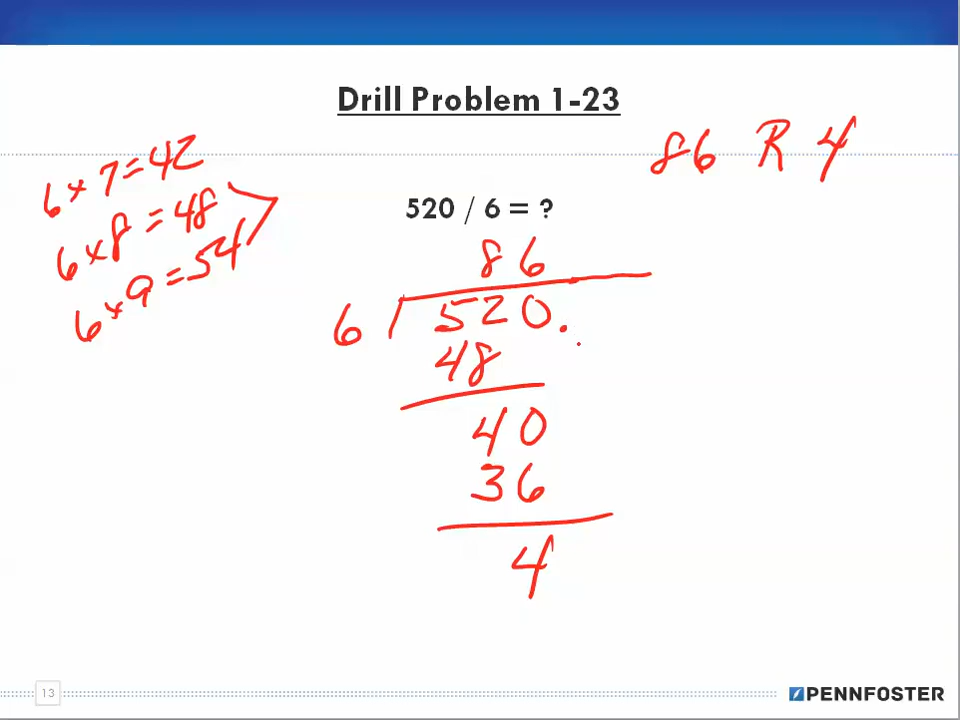 Drill Problem 1-23
86 R 4
6 x 7 = 42
6 x 8 = 48
6 x 9 = 54
520 / 6 = ?
86
6 520.
48
40
36
4
13
PENNFOSTER